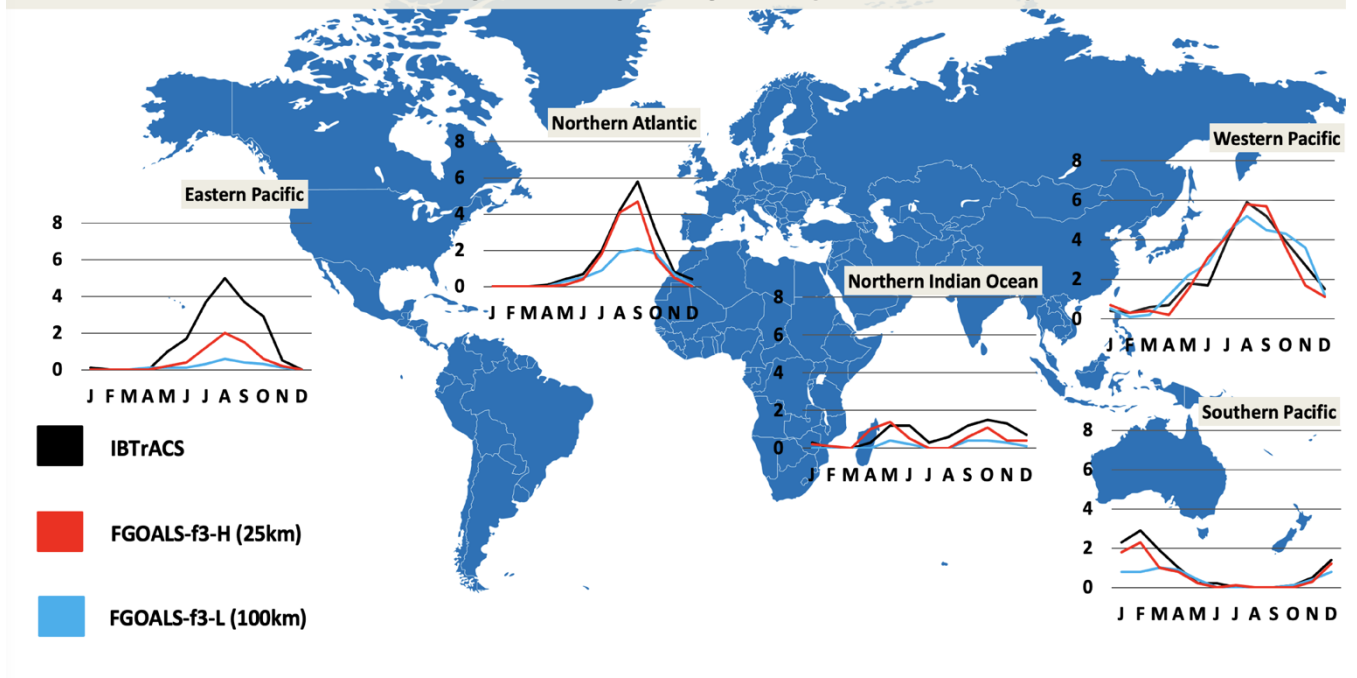 Northern Atlantic
8
6
4
2
0
J F M A M J J A S O N D
Western Pacific
8
6
4
2
0
J F M A M J J A S O N D
Eastern Pacific
8
6
4
2
0
J F M A M J J A S O N D
Northern Indian Ocean
8
6
4
2
0
J F M A M J J A S O N D
Southern Pacific
8
6
4
2
0
J F M A M J J A S O N D
IBTrACS
FGOALS-f3-H (25km)
FGOALS-f3-L (100km)